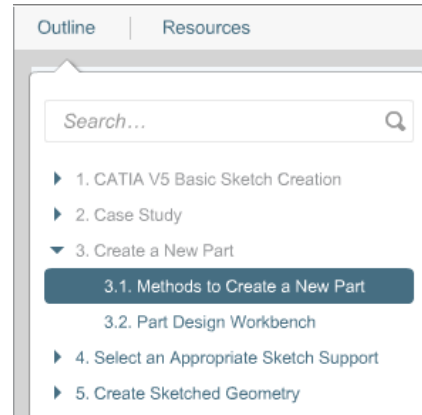 Outline Resources
Search...
1. CATIA V5 Basic Sketch Creation
2. Case Study
3. Create a New Part
3.1. Methods to Create a New Part
3.2. Part Design Workbench
4. Select an Appropriate Sketch Support
5. Create Sketched Geometry